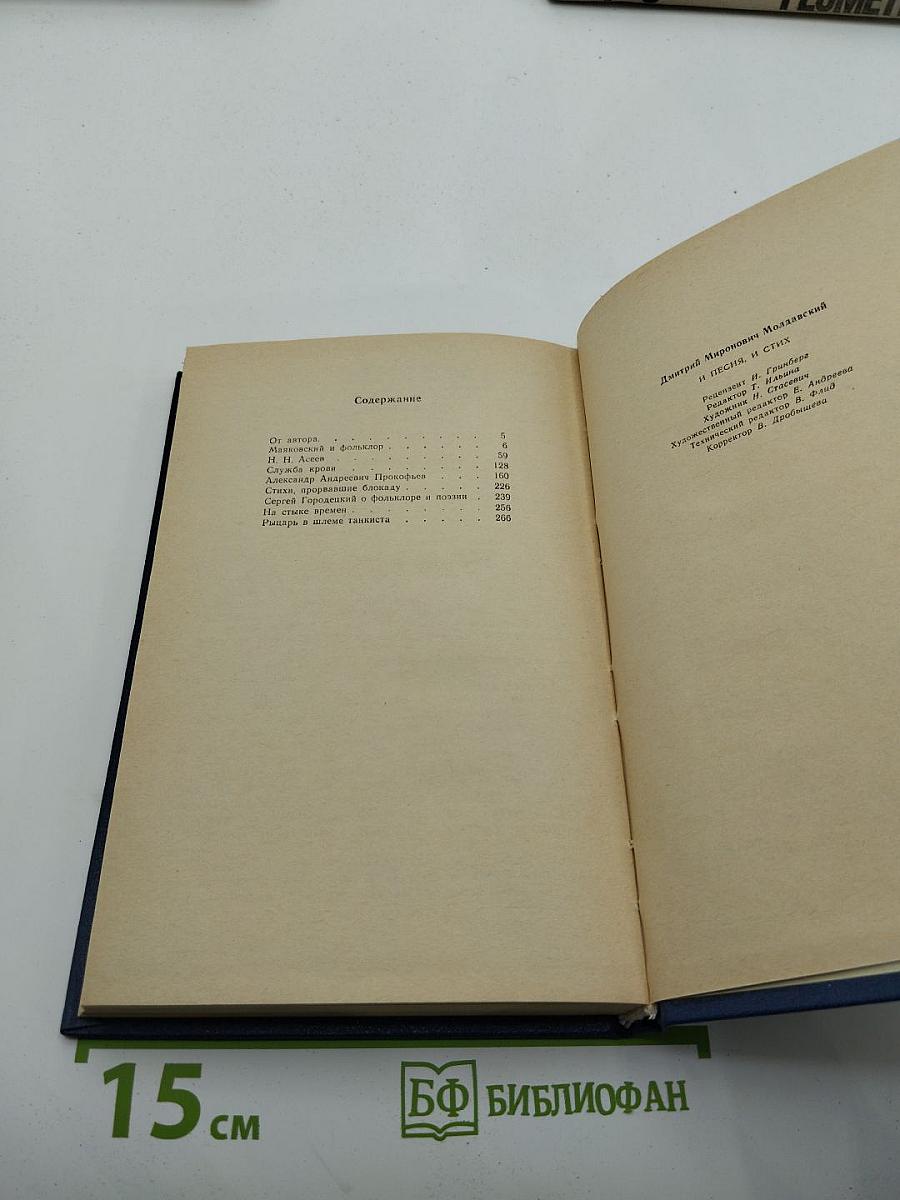 Содержание
От автора. . . . . . . . . . 5
Маяковский и фольклор . . . . . . 6
Н. Н. Асеев . . . . . . . . . 59
Служба крови . . . . . . . . 128
Александр Андреевич Прокофьев . . . 160
Стихи, прорвавшие блокаду . . . . . 226
Сергей Городецкий о фольклоре и поэзии . 239
На стыке времен . . . . . . . . 256
Рыцарь в шлеме танкиста . . . . . 266
Дмитрий Миронович Молдавский
И ПЕСНЯ, И СТИХ
Рецензент И. Гринберг
Редактор Т. Ильина
Художник Н. Стасевич
Художественный редактор Е. Андреева
Технический редактор В. Флид
Корректор В. Дробышева
15 см
БФ БИБЛИОФАН